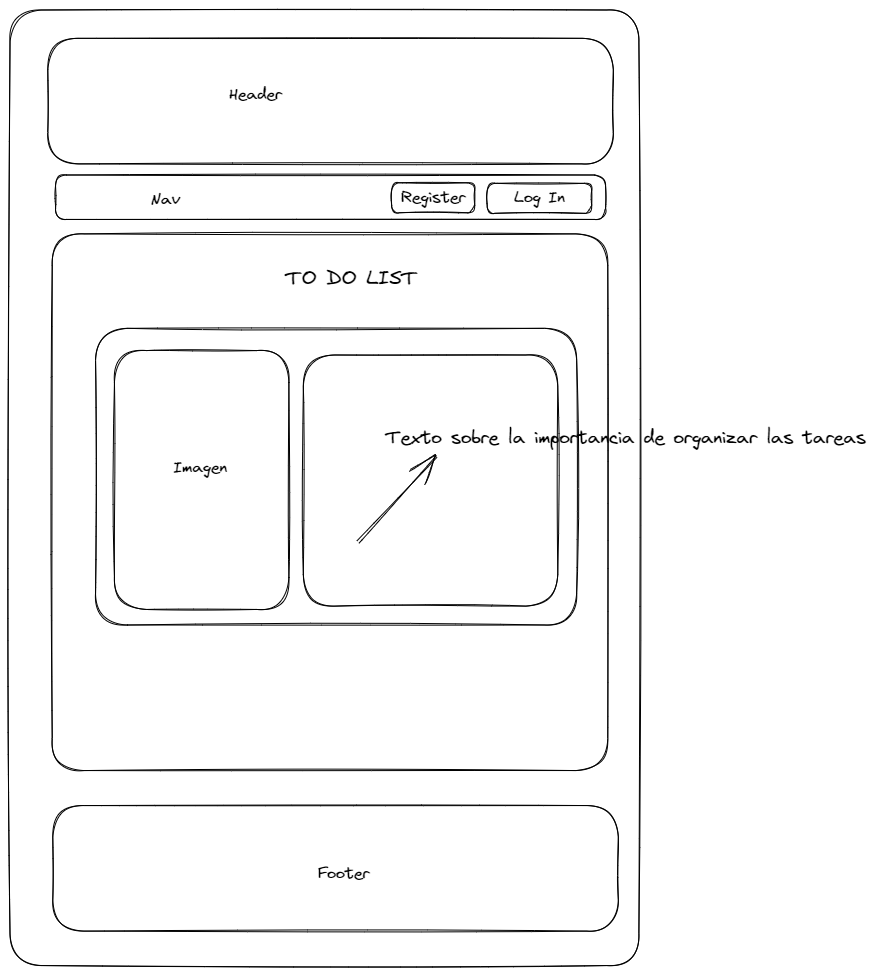 Header
Nav
Register
Log In
TO DO LIST
Texto sobre la importancia de organizar las tareas
Imagen
Footer